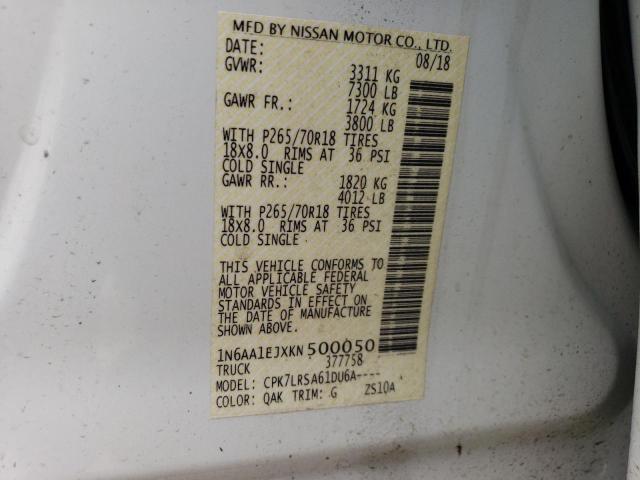 MFD BY NISSAN MOTOR CO., LTD.
DATE: 08/18
GVWR: 3311 KG
7300 LB
GAWR FR.: 1724 KG
3800 LB
WITH P265/70R18 TIRES
18X8.0 RIMS AT 36 PSI
COLD SINGLE
GAWR RR.: 1820 KG
4012 LB
WITH P265/70R18 TIRES
18X8.0 RIMS AT 36 PSI
COLD SINGLE
THIS VEHICLE CONFORMS TO
ALL APPLICABLE FEDERAL
MOTOR VEHICLE SAFETY
STANDARDS IN EFFECT ON
THE DATE OF MANUFACTURE
SHOWN ABOVE.
1N6AA1EJXKN500050
TRUCK 377758
MODEL: CPK7LRSA61DU6A----
COLOR: QAK TRIM: G ZS10A